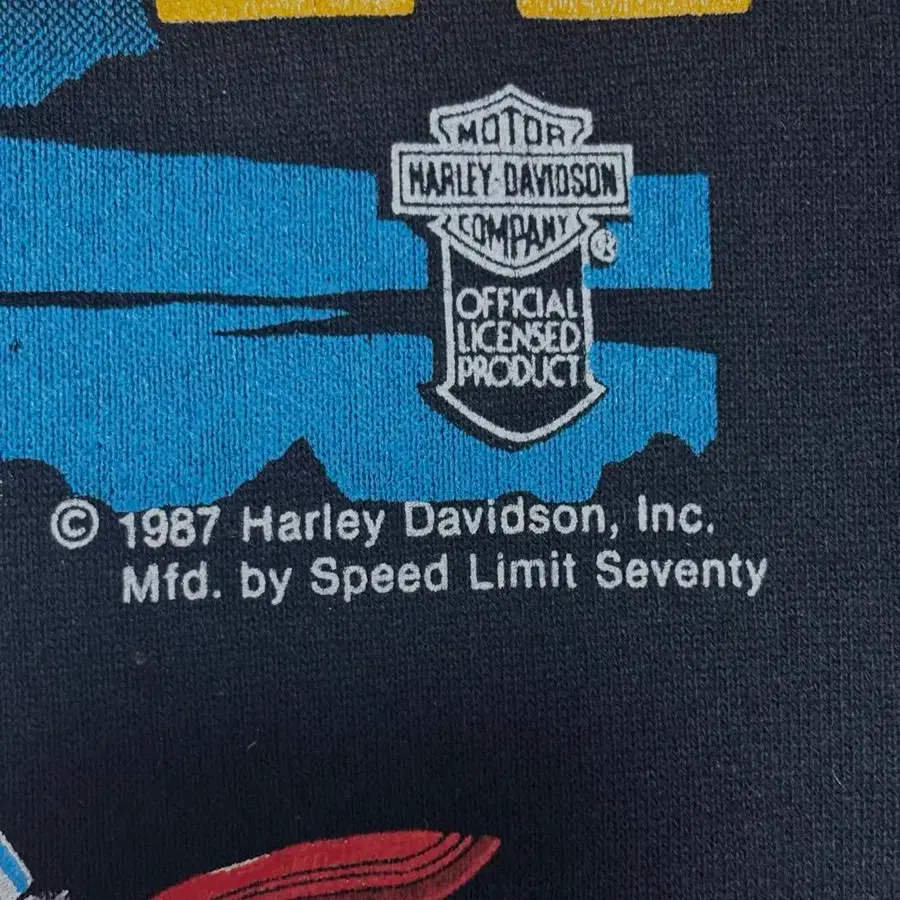 MOTOR
HARLEY-DAVIDSON
COMPANY
®
OFFICIAL
LICENSED
PRODUCT
© 1987 Harley Davidson, Inc.
Mfd. by Speed Limit Seventy